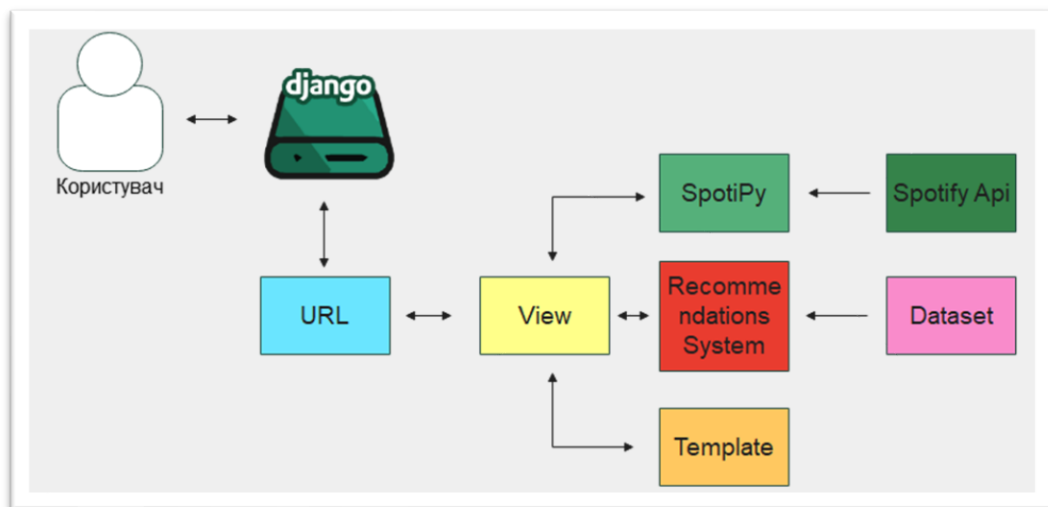 django
Користувач
SpotiPy
Spotify Api
URL
View
Recomme
ndations
System
Dataset
Template